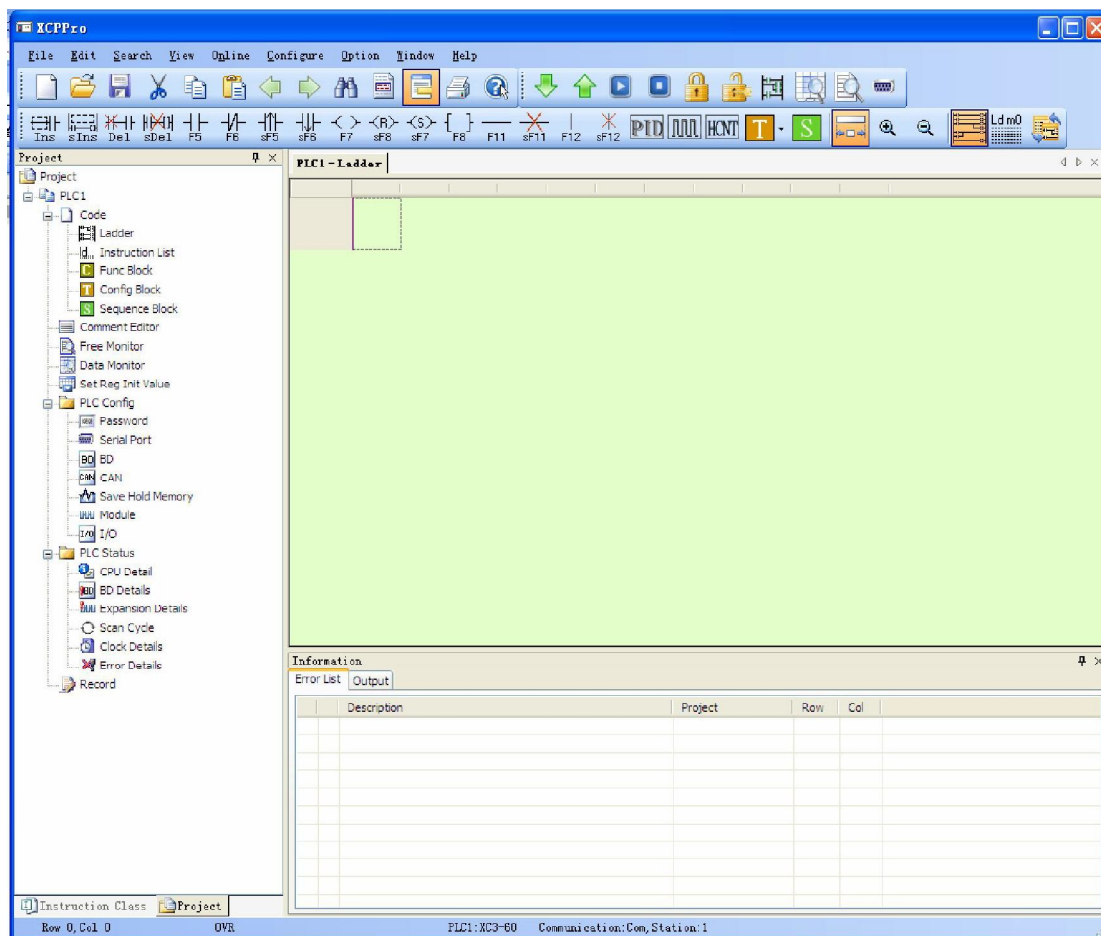 XCPPro
File Edit Search View Online Configure Option Window Help
Ins sIns Del sDel F5 F6 sF5 sF6 F7 sF8 sF7 F8 F11 sF11 F12 sF12 PID HCNT T S Ld m0
Project
PLC1 - Ladder
Project
PLC1
Code
Ladder
Instruction List
C Func Block
T Config Block
S Sequence Block
Comment Editor
Free Monitor
Data Monitor
Set Reg Init Value
PLC Config
Password
Serial Port
BD BD
CAN CAN
Save Hold Memory
Module
I/O I/O
PLC Status
CPU Detail
BD BD Details
Expansion Details
Scan Cycle
Clock Details
Error Details
Record
Information
Error List Output
Description Project Row Col
Instruction Class Project
Row 0, Col 0 OVR PLC1:XC3-60 Communication:Com, Station:1